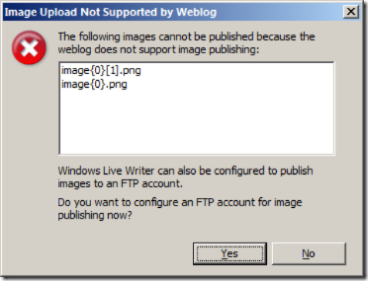 Image Upload Not Supported by Weblog
The following images cannot be published because the
weblog does not support image publishing:
image{0}[1].png
image{0}.png
Windows Live Writer can also be configured to publish
images to an FTP account.
Do you want to configure an FTP account for image
publishing now?
Yes
No